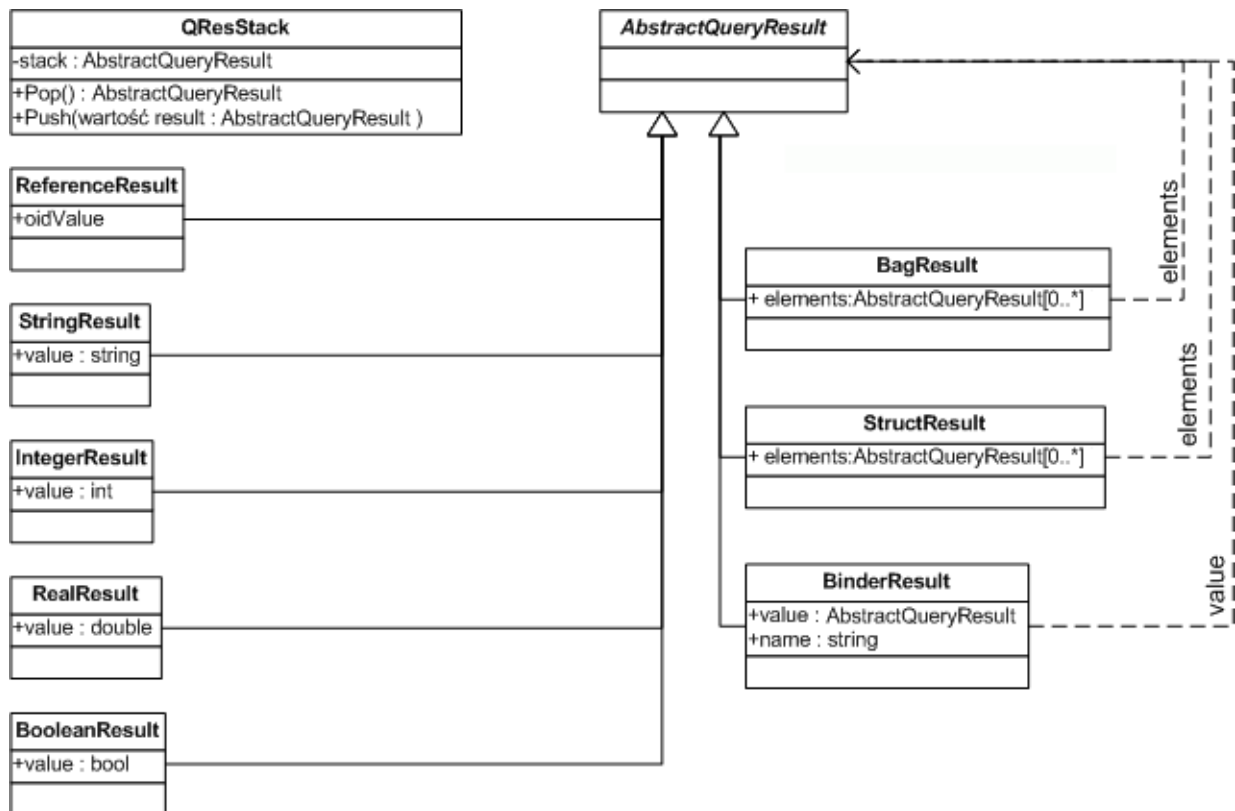 QResStack
-stack : AbstractQueryResult
+Pop() : AbstractQueryResult
+Push(wartość result : AbstractQueryResult )
AbstractQueryResult
ReferenceResult
+oidValue
StringResult
+value : string
IntegerResult
+value : int
RealResult
+value : double
BooleanResult
+value : bool
BagResult
+ elements:AbstractQueryResult[0..*]
StructResult
+ elements:AbstractQueryResult[0..*]
BinderResult
+value : AbstractQueryResult
+name : string
elements
elements
value